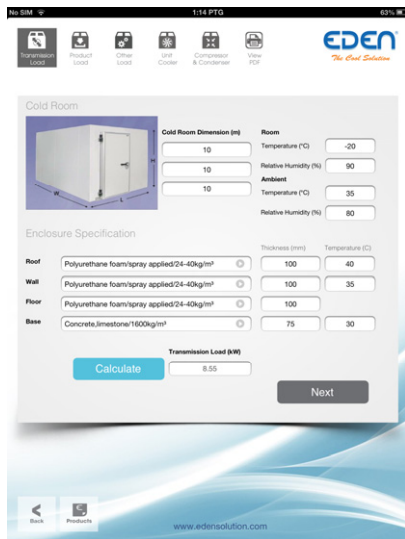 No SIM 1:14 PTG 63%
Transmission Load
Product Load
Other Load
Unit Cooler
Compressor & Condenser
View PDF
EDEN
The Cool Solution
Cold Room
Cold Room Dimension (m) Room
10 Temperature (°C) -20
10 Relative Humidity (%) 90
Ambient
10 Temperature (°C) 35
Relative Humidity (%) 80
W L H
Enclosure Specification
Thickness (mm) Temperature (C)
Roof Polyurethane foam/spray applied/24-40kg/m³ 100 40
Wall Polyurethane foam/spray applied/24-40kg/m³ 100 35
Floor Polyurethane foam/spray applied/24-40kg/m³ 100
Base Concrete,limestone/1600kg/m³ 75 30
Transmission Load (kW)
Calculate 8.55
Next
Back Products
www.edensolution.com